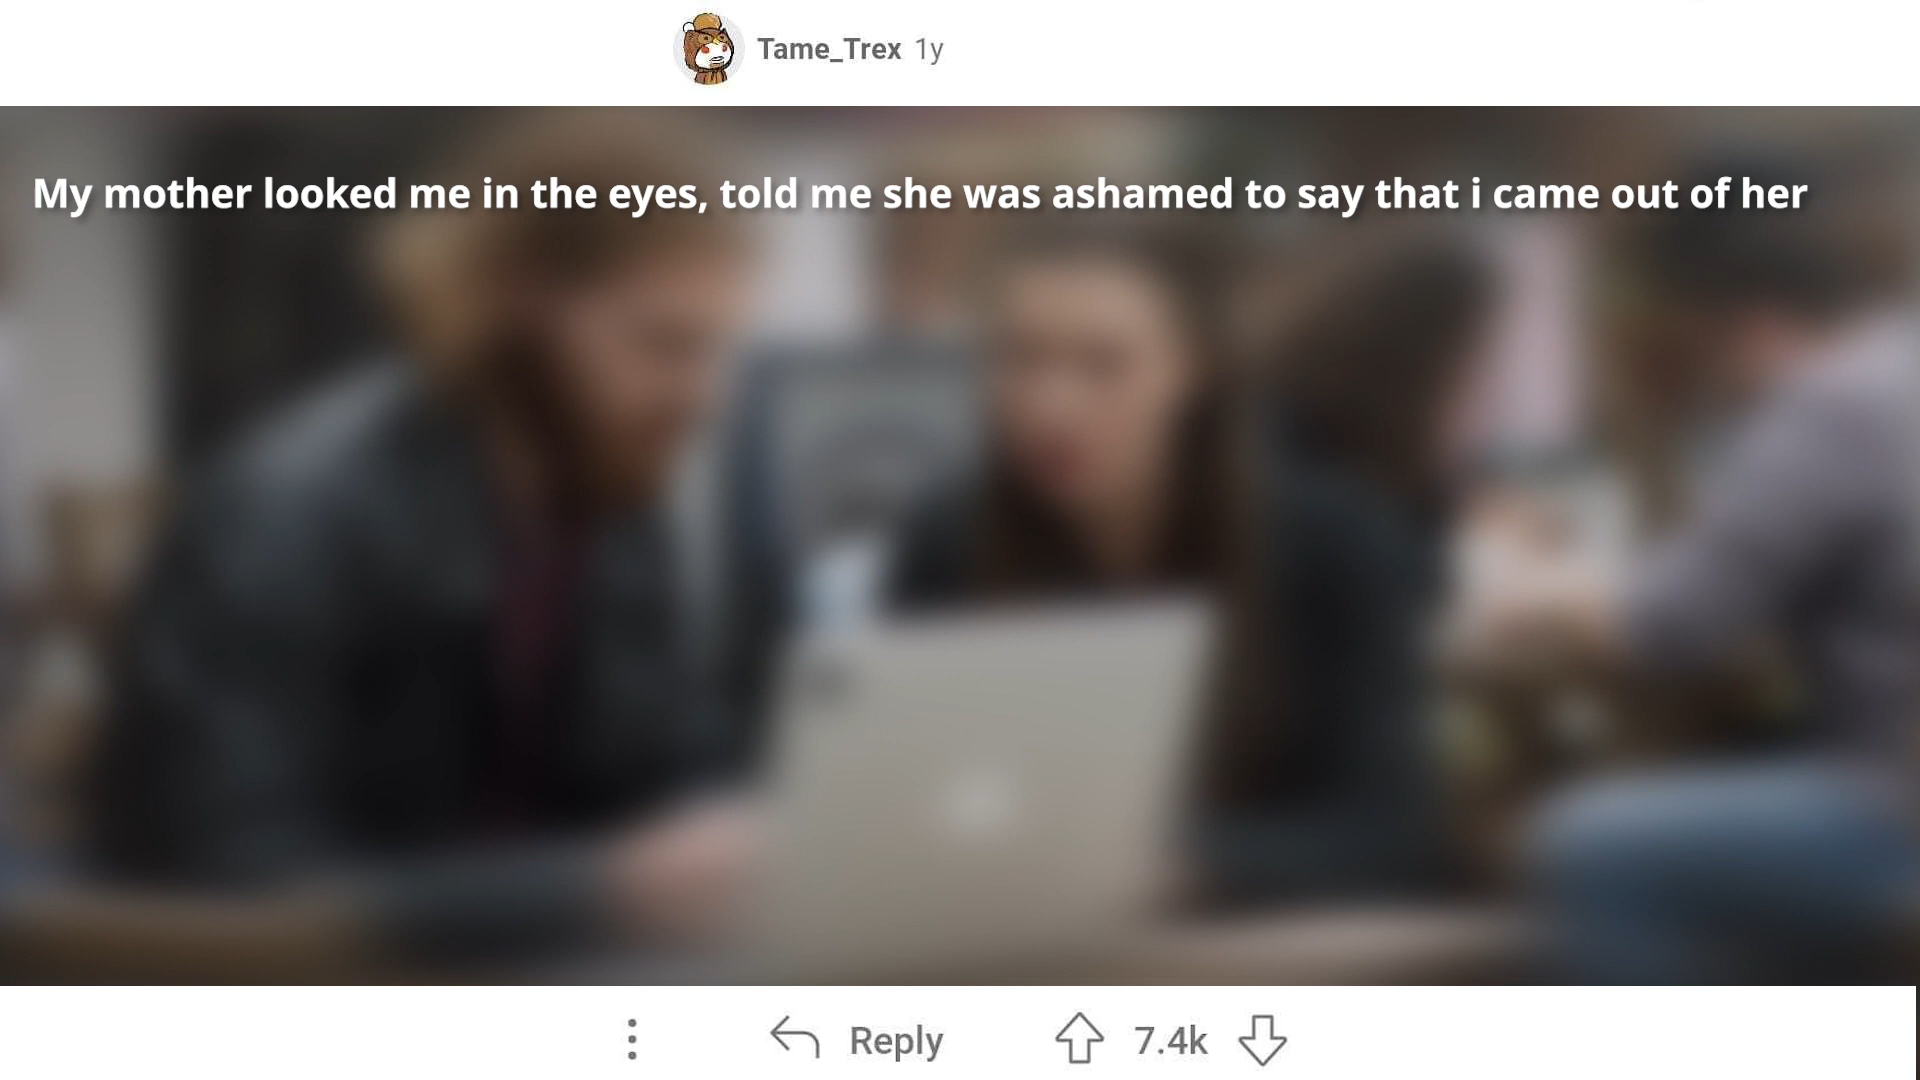 Tame_Trex 1y
My mother looked me in the eyes, told me she was ashamed to say that i came out of her
Reply 7.4k